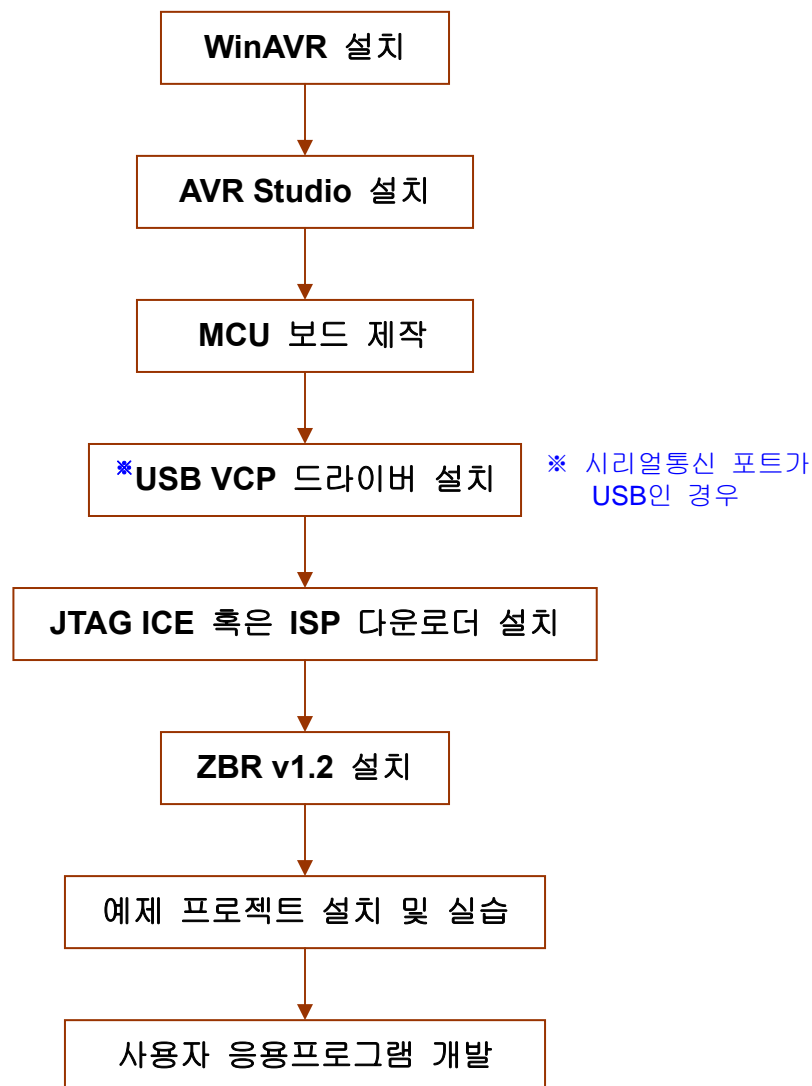 WinAVR 설치
AVR Studio 설치
MCU 보드 제작
※USB VCP 드라이버 설치
※ 시리얼통신 포트가
USB인 경우
JTAG ICE 혹은 ISP 다운로더 설치
ZBR v1.2 설치
예제 프로젝트 설치 및 실습
사용자 응용프로그램 개발